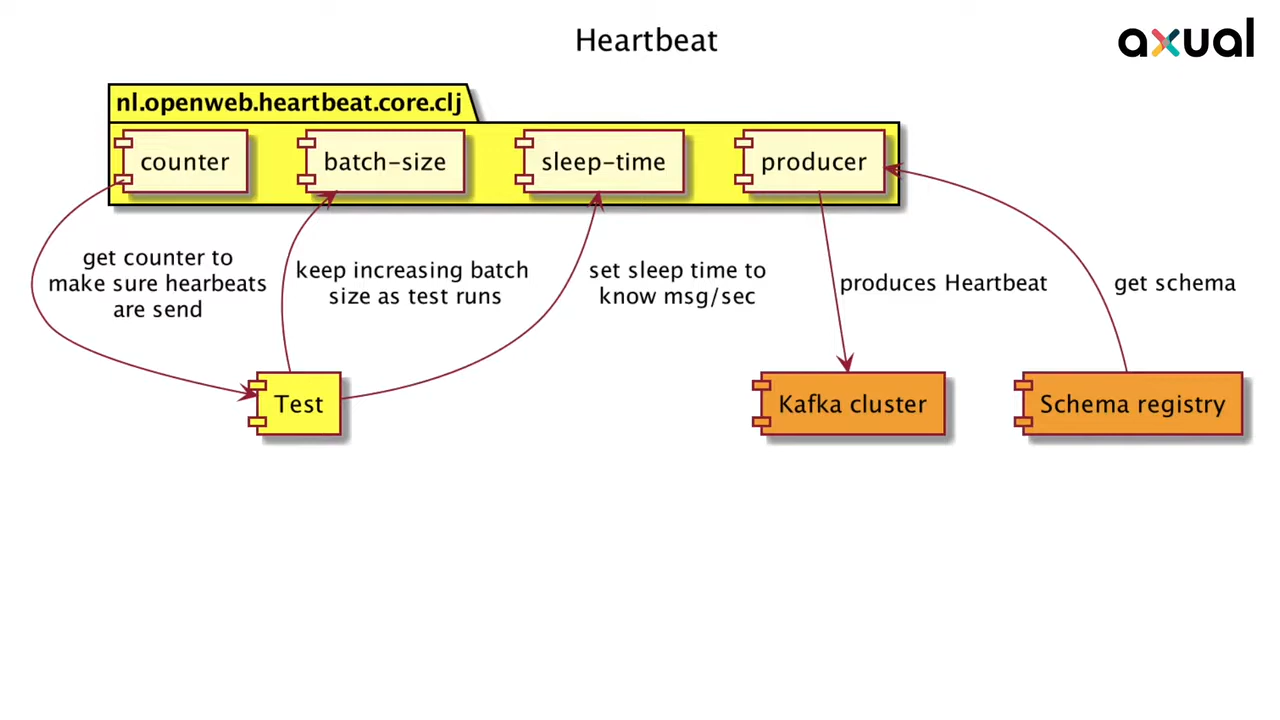 Heartbeat
axual
nl.openweb.heartbeat.core.clj
counter
batch-size
sleep-time
producer
get counter to
make sure hearbeats
are send
keep increasing batch
size as test runs
set sleep time to
know msg/sec
produces Heartbeat
get schema
Test
Kafka cluster
Schema registry